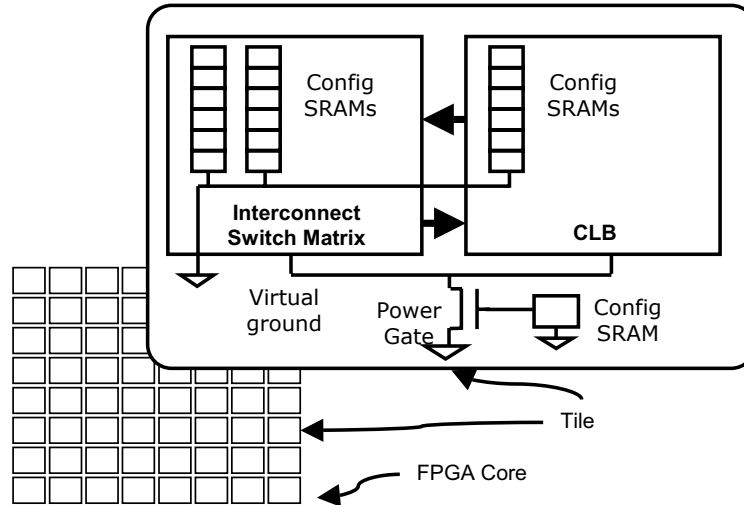 Config
SRAMs
Config
SRAMs
Interconnect
Switch Matrix
CLB
Virtual
ground
Power
Gate
Config
SRAM
Tile
FPGA Core